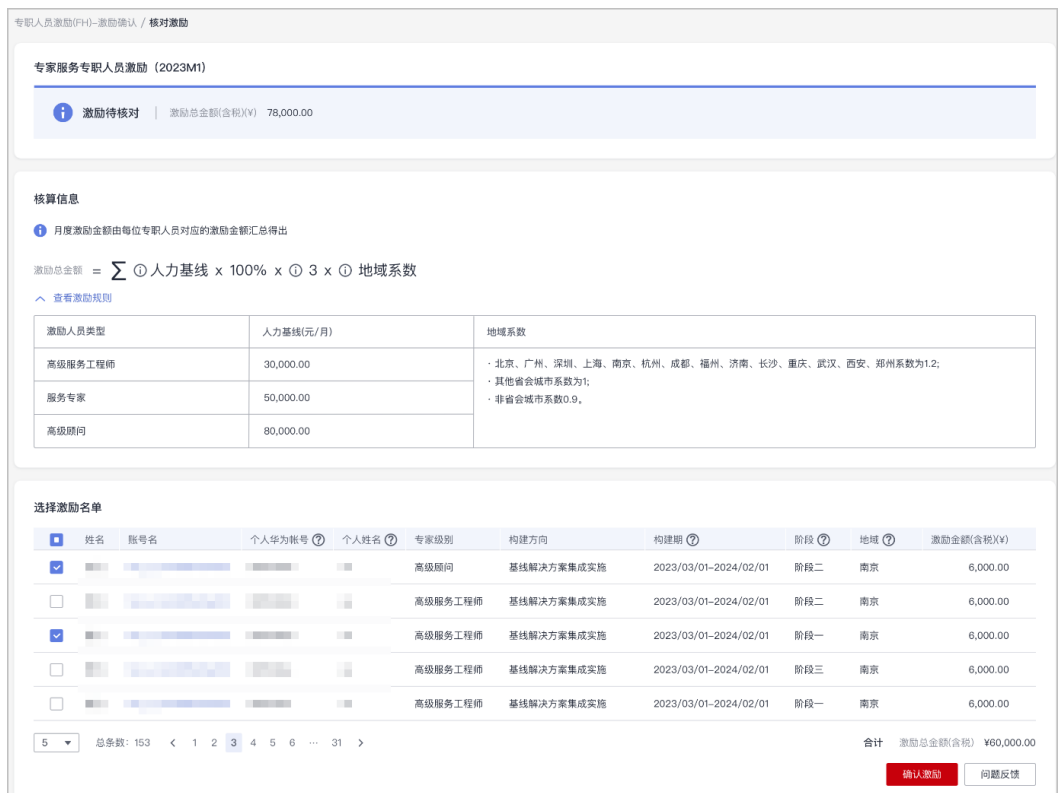 专职人员激励(FH)-激励确认 / 核对激励
专家服务专职人员激励（2023M1）
激励待核对 | 激励总金额(含税)(¥) 78,000.00
核算信息
月度激励金额由每位专职人员对应的激励金额汇总得出
激励总金额 = ∑ 人力基线 x 100% x 3 x 地域系数
查看激励规则
激励人员类型 人力基线(元/月) 地域系数
高级服务工程师 30,000.00
服务专家 50,000.00
高级顾问 80,000.00
· 北京、广州、深圳、上海、南京、杭州、成都、福州、济南、长沙、重庆、武汉、西安、郑州系数为1.2;
· 其他省会城市系数为1;
· 非省会城市系数0.9。
选择激励名单
姓名 账号名 个人华为帐号 ? 个人姓名 ? 专家级别 构建方向 构建期 ? 阶段 ? 地域 ? 激励金额(含税)(¥)
高级顾问 基线解决方案集成实施 2023/03/01-2024/02/01 阶段二 南京 6,000.00
高级服务工程师 基线解决方案集成实施 2023/03/01-2024/02/01 阶段二 南京 6,000.00
高级服务工程师 基线解决方案集成实施 2023/03/01-2024/02/01 阶段一 南京 6,000.00
高级服务工程师 基线解决方案集成实施 2023/03/01-2024/02/01 阶段三 南京 6,000.00
高级服务工程师 基线解决方案集成实施 2023/03/01-2024/02/01 阶段一 南京 6,000.00
5 总条数: 153 < 1 2 3 4 5 6 ··· 31 > 合计 激励总金额(含税) ¥60,000.00
确认激励 问题反馈